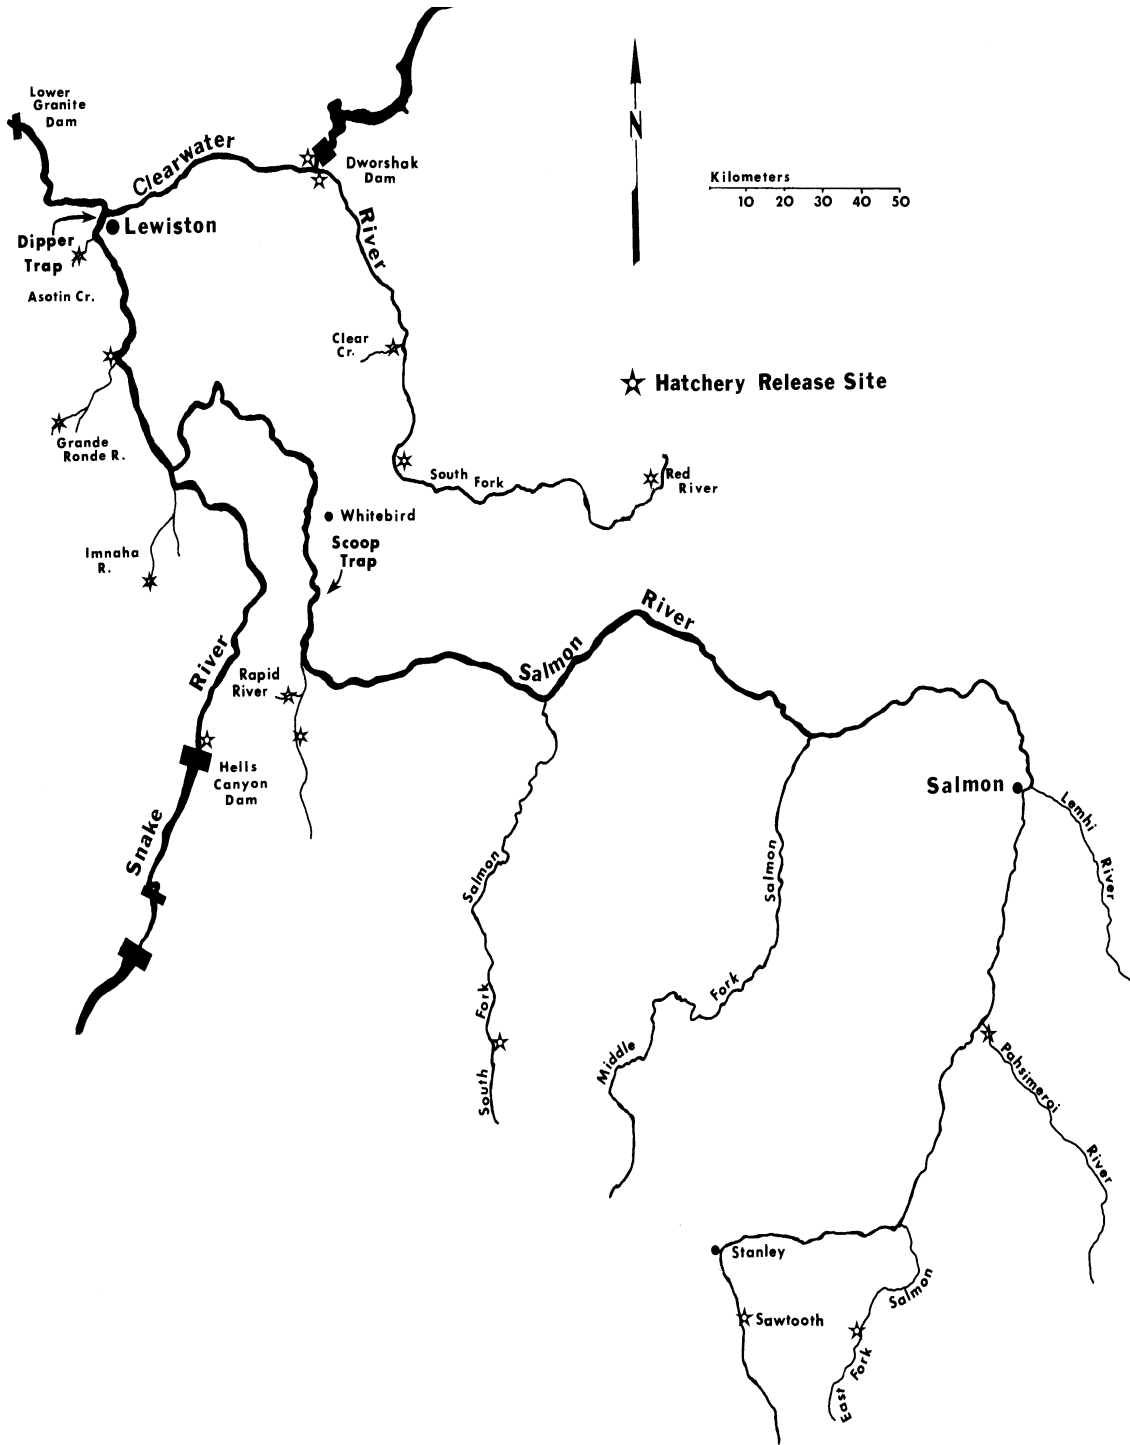 Lower
Granite
Dam
Clearwater
River
Dworshak
Dam
N
Kilometers
10 20 30 40 50
Lewiston
Dipper
Trap
Asotin Cr.
Clear
Cr.
Hatchery Release Site
Grande
Ronde R.
South Fork
Red
River
Whitebird
Scoop
Trap
Imnaha
R.
Salmon River
Rapid
River
Snake River
Hells
Canyon
Dam
Salmon
Lemhi River
South Fork Salmon
Middle Fork Salmon
Pahsimeroi River
Stanley
Sawtooth
East Fork Salmon